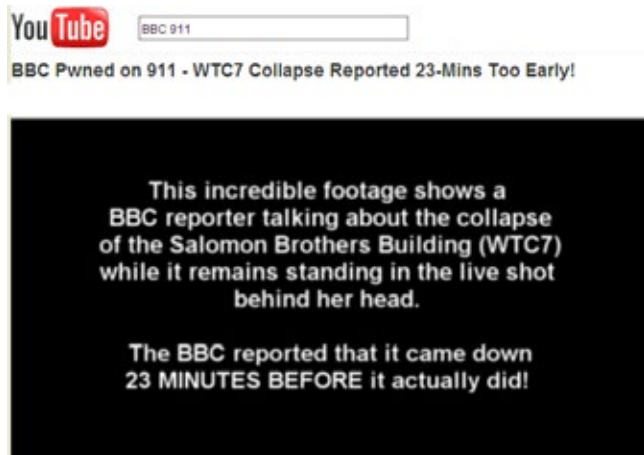 YouTube
BBC 911
BBC Pwned on 911 - WTC7 Collapse Reported 23-Mins Too Early!
This incredible footage shows a
BBC reporter talking about the collapse
of the Salomon Brothers Building (WTC7)
while it remains standing in the live shot
behind her head.
The BBC reported that it came down
23 MINUTES BEFORE it actually did!